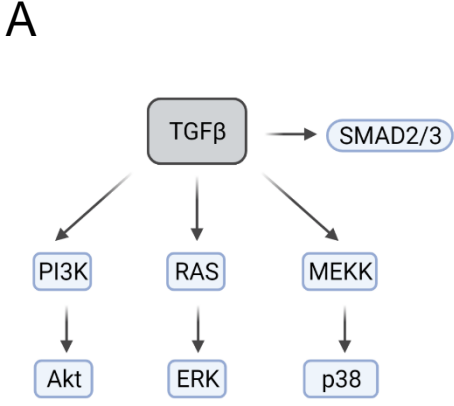 A
TGFβ
SMAD2/3
PI3K
RAS
MEKK
Akt
ERK
p38